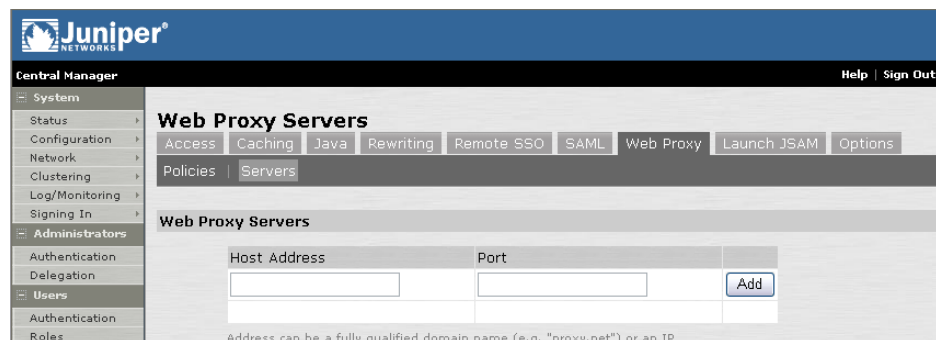 Juniper®
NETWORKS
Central Manager
Help | Sign Out
System
Status
Configuration
Network
Clustering
Log/Monitoring
Signing In
Administrators
Authentication
Delegation
Users
Authentication
Roles
Web Proxy Servers
Access Caching Java Rewriting Remote SSO SAML Web Proxy Launch JSAM Options
Policies | Servers
Web Proxy Servers
Host Address Port
Add
Address can be a fully qualified domain name (e.g. "proxy.net") or an IP